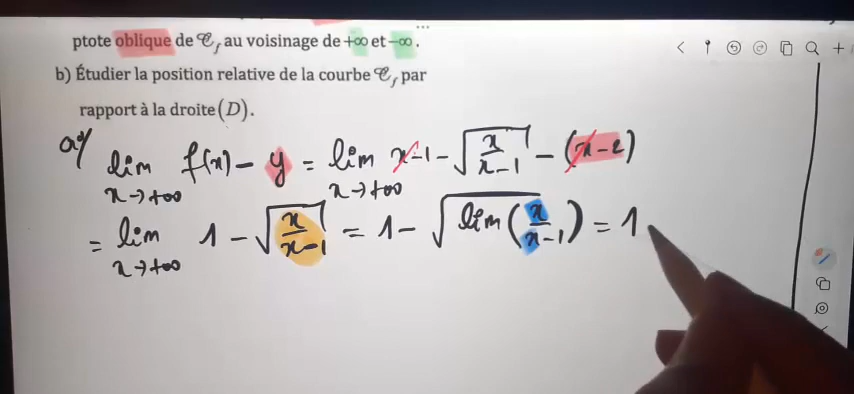 ptote oblique de 𝒞f au voisinage de +∞ et −∞.
b) Étudier la position relative de la courbe 𝒞f par
rapport à la droite (D).
a) lim x→+∞ f(x) − y = lim x→+∞ x−1 − √(x/(x−1)) − (x−2)
= lim x→+∞ 1 − √(x/(x−1)) = 1 − √(lim (x/(x−1))) = 1